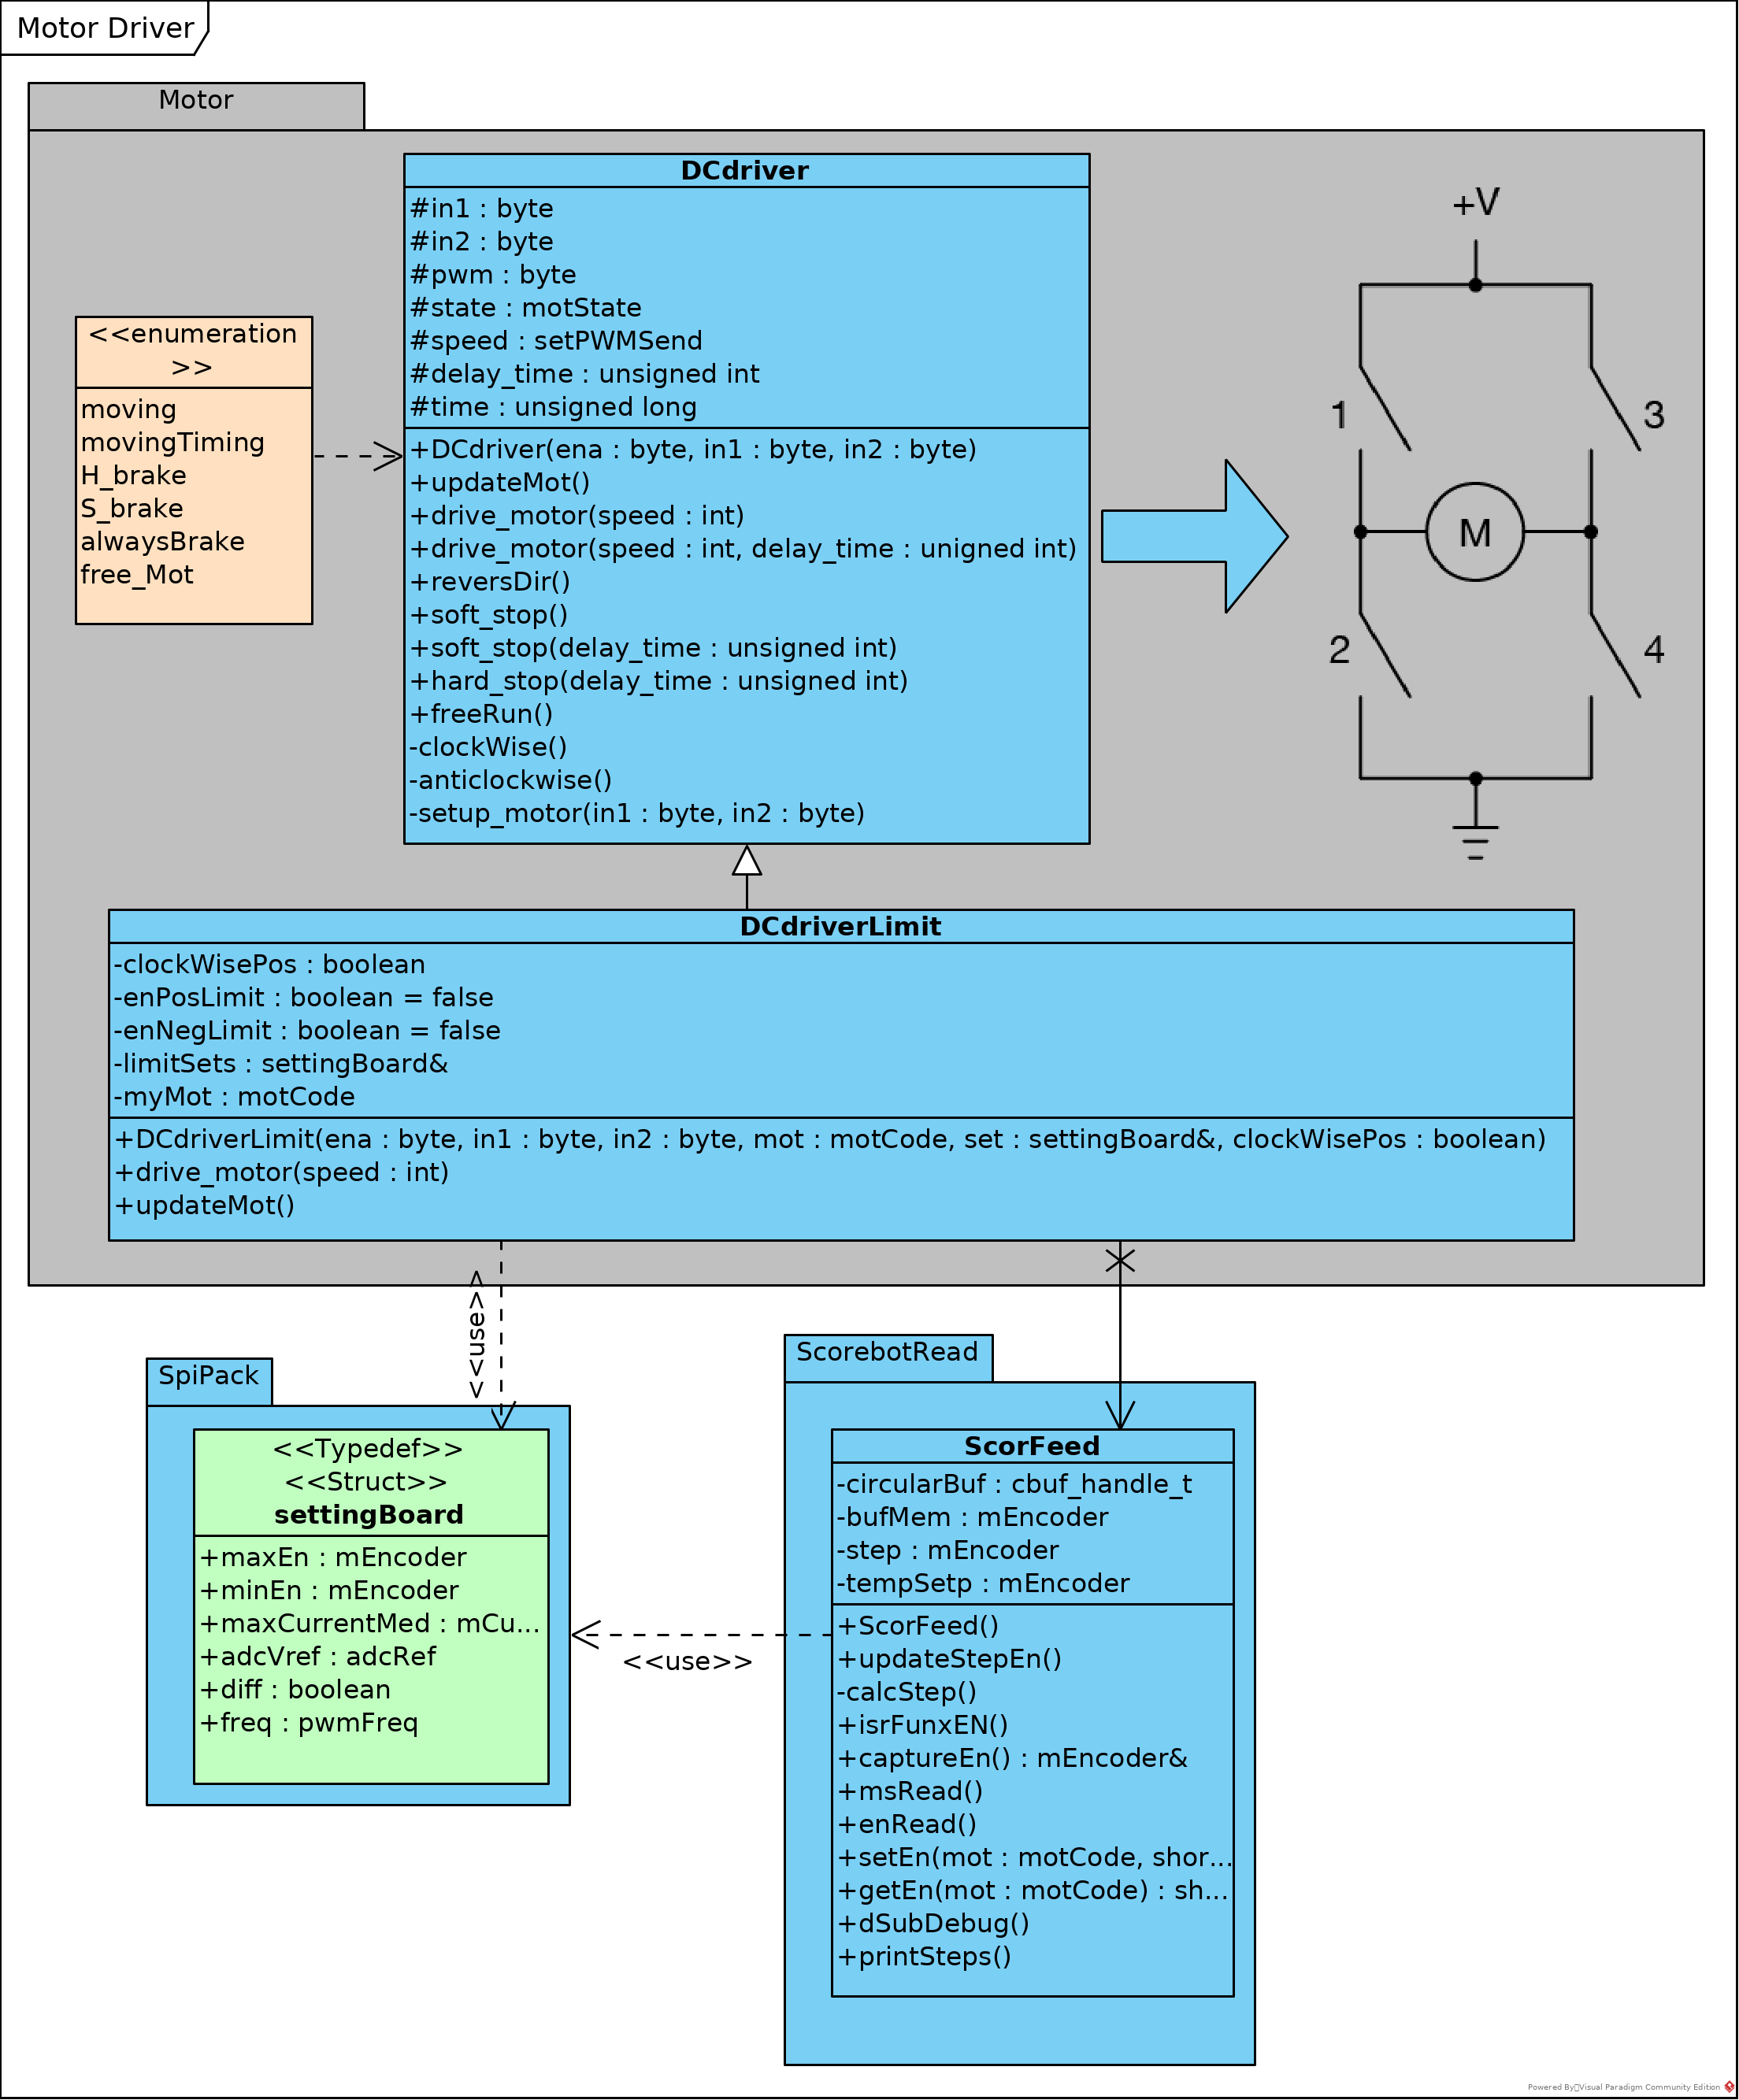 Motor Driver
Motor
DCdriver
#in1 : byte
#in2 : byte
#pwm : byte
#state : motState
#speed : setPWMSend
#delay_time : unsigned int
#time : unsigned long
+DCdriver(ena : byte, in1 : byte, in2 : byte)
+updateMot()
+drive_motor(speed : int)
+drive_motor(speed : int, delay_time : unigned int)
+reversDir()
+soft_stop()
+soft_stop(delay_time : unsigned int)
+hard_stop(delay_time : unsigned int)
+freeRun()
-clockWise()
-anticlockwise()
-setup_motor(in1 : byte, in2 : byte)
<<enumeration
>>
moving
movingTiming
H_brake
S_brake
alwaysBrake
free_Mot
+V
1
3
M
2
4
DCdriverLimit
-clockWisePos : boolean
-enPosLimit : boolean = false
-enNegLimit : boolean = false
-limitSets : settingBoard&
-myMot : motCode
+DCdriverLimit(ena : byte, in1 : byte, in2 : byte, mot : motCode, set : settingBoard&, clockWisePos : boolean)
+drive_motor(speed : int)
+updateMot()
<<use>>
SpiPack
<<Typedef>>
<<Struct>>
settingBoard
+maxEn : mEncoder
+minEn : mEncoder
+maxCurrentMed : mCu...
+adcVref : adcRef
+diff : boolean
+freq : pwmFreq
<<use>>
ScorebotRead
ScorFeed
-circularBuf : cbuf_handle_t
-bufMem : mEncoder
-step : mEncoder
-tempSetp : mEncoder
+ScorFeed()
+updateStepEn()
-calcStep()
+isrFunxEN()
+captureEn() : mEncoder&
+msRead()
+enRead()
+setEn(mot : motCode, shor...
+getEn(mot : motCode) : sh...
+dSubDebug()
+printSteps()
Powered By Visual Paradigm Community Edition